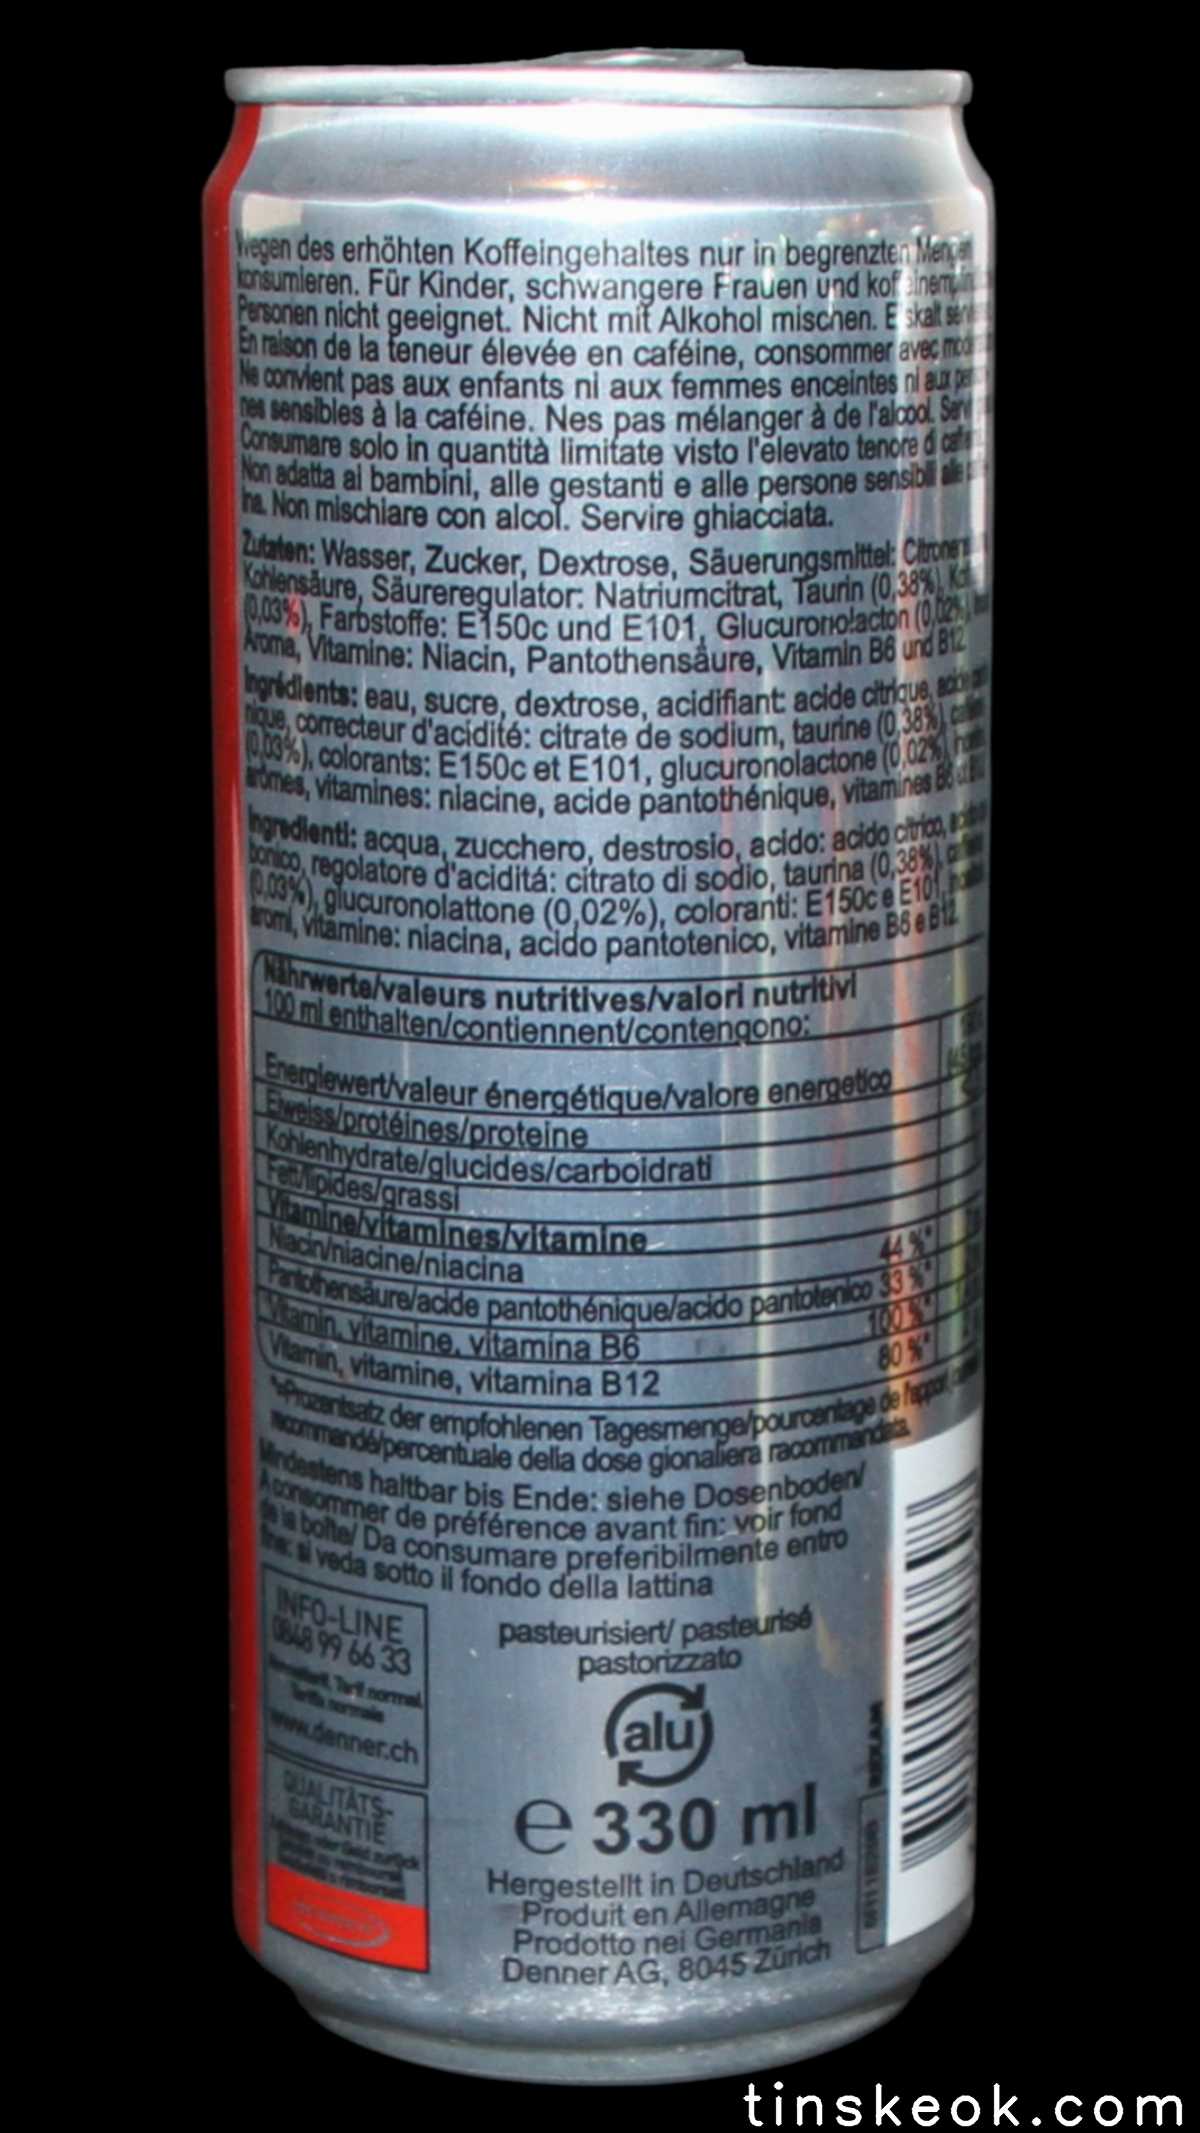 Wegen des erhöhten Koffeingehaltes nur in begrenzten Mengen
konsumieren. Für Kinder, schwangere Frauen und
Personen nicht geeignet. Nicht mit Alkohol mischen. Eiskalt
En raison de la teneur élevée en caféine, consommer avec
Ne convient pas aux enfants ni aux femmes enceintes ni aux
nes sensibles à la caféine. Nes pas mélanger à de l'alcool.
Consumare solo in quantità limitate visto l'elevato tenore di
Non adatta ai bambini, alle gestanti e alle persone sensibili alla
ina. Non mischiare con alcol. Servire ghiacciata.
Zutaten: Wasser, Zucker, Dextrose, Säuerungsmittel:
Kohlensäure, Säureregulator: Natriumcitrat, Taurin (0,38%),
(0,03%), Farbstoffe: E150c und E101, Glucuronolacton (0,02%),
Aroma, Vitamine: Niacin, Pantothensäure, Vitamin B6 und B12.
Ingrédients: eau, sucre, dextrose, acidifiant: acide citrique,
nique, correcteur d'acidité: citrate de sodium, taurine (0,38%),
(0,03%), colorants: E150c et E101, glucuronolactone (0,02%),
arômes, vitamines: niacine, acide pantothénique, vitamines B6 et
Ingredienti: acqua, zucchero, destrosio, acido: acido citrico,
bonico, regolatore d'aciditá: citrato di sodio, taurina (0,38%),
(0,03%), glucuronolattone (0,02%), coloranti: E150c e E101,
aromi, vitamine: niacina, acido pantotenico, vitamine B6 e B12.
Nährwerte/valeurs nutritives/valori nutritivi
100 ml enthalten/contiennent/contengono:
Energiewert/valeur énergétique/valore energetico
Eiweiss/protéines/proteine
Kohlenhydrate/glucides/carboidrati
Fett/lipides/grassi
Vitamine/vitamines/vitamine
Niacin/niacine/niacina 44 %*
Pantothensäure/acide pantothénique/acido pantotenico 33 %*
Vitamin, vitamine, vitamina B6 100 %*
Vitamin, vitamine, vitamina B12 80 %*
*=Prozentsatz der empfohlenen Tagesmenge/pourcentage de l'apport
recommandé/percentuale della dose gionaliera raccomandata.
Mindestens haltbar bis Ende: siehe Dosenboden/
A consommer de préférence avant fin: voir fond
de la boîte/ Da consumare preferibilmente entro
fine: si veda sotto il fondo della lattina
INFO-LINE
0848 99 66 33
Tarif normal,
Tariffa normale
www.denner.ch
QUALITÄTS-
GARANTIE
pasteurisiert/ pasteurisé
pastorizzato
alu
e 330 ml
Hergestellt in Deutschland
Produit en Allemagne
Prodotto nei Germania
Denner AG, 8045 Zürich
REXAM
tinskeok.com